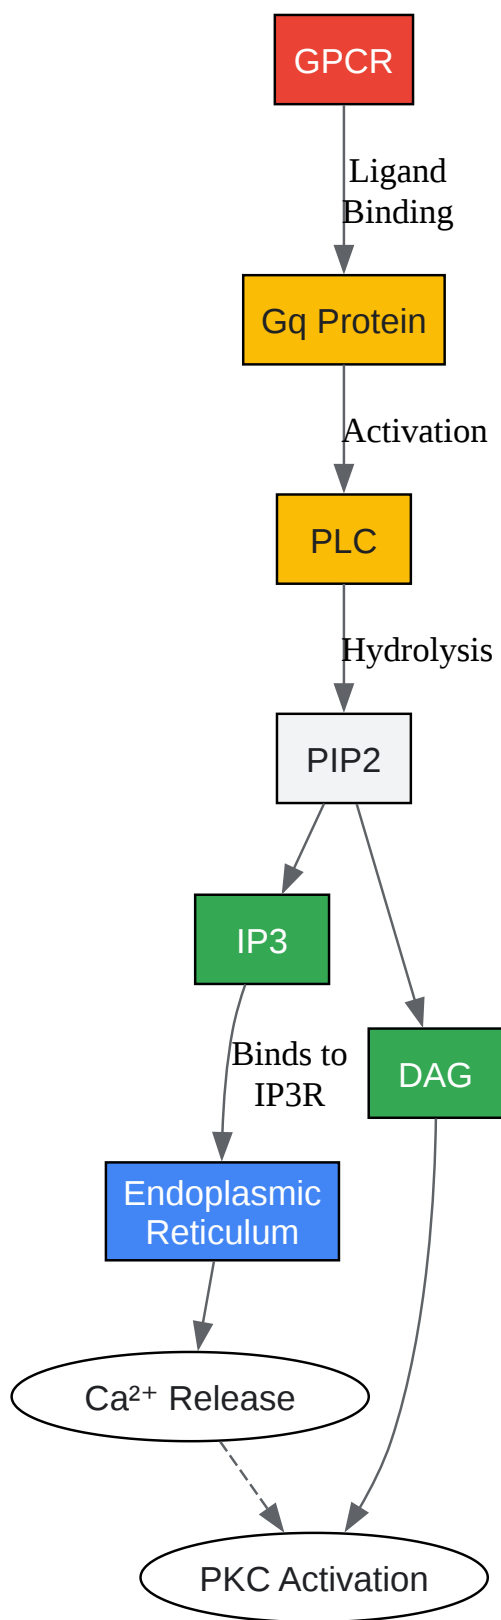 GPCR
Ligand
Binding
Gq Protein
Activation
PLC
Hydrolysis
PIP2
IP3
Binds to
IP3R
DAG
Endoplasmic
Reticulum
Ca²⁺ Release
PKC Activation